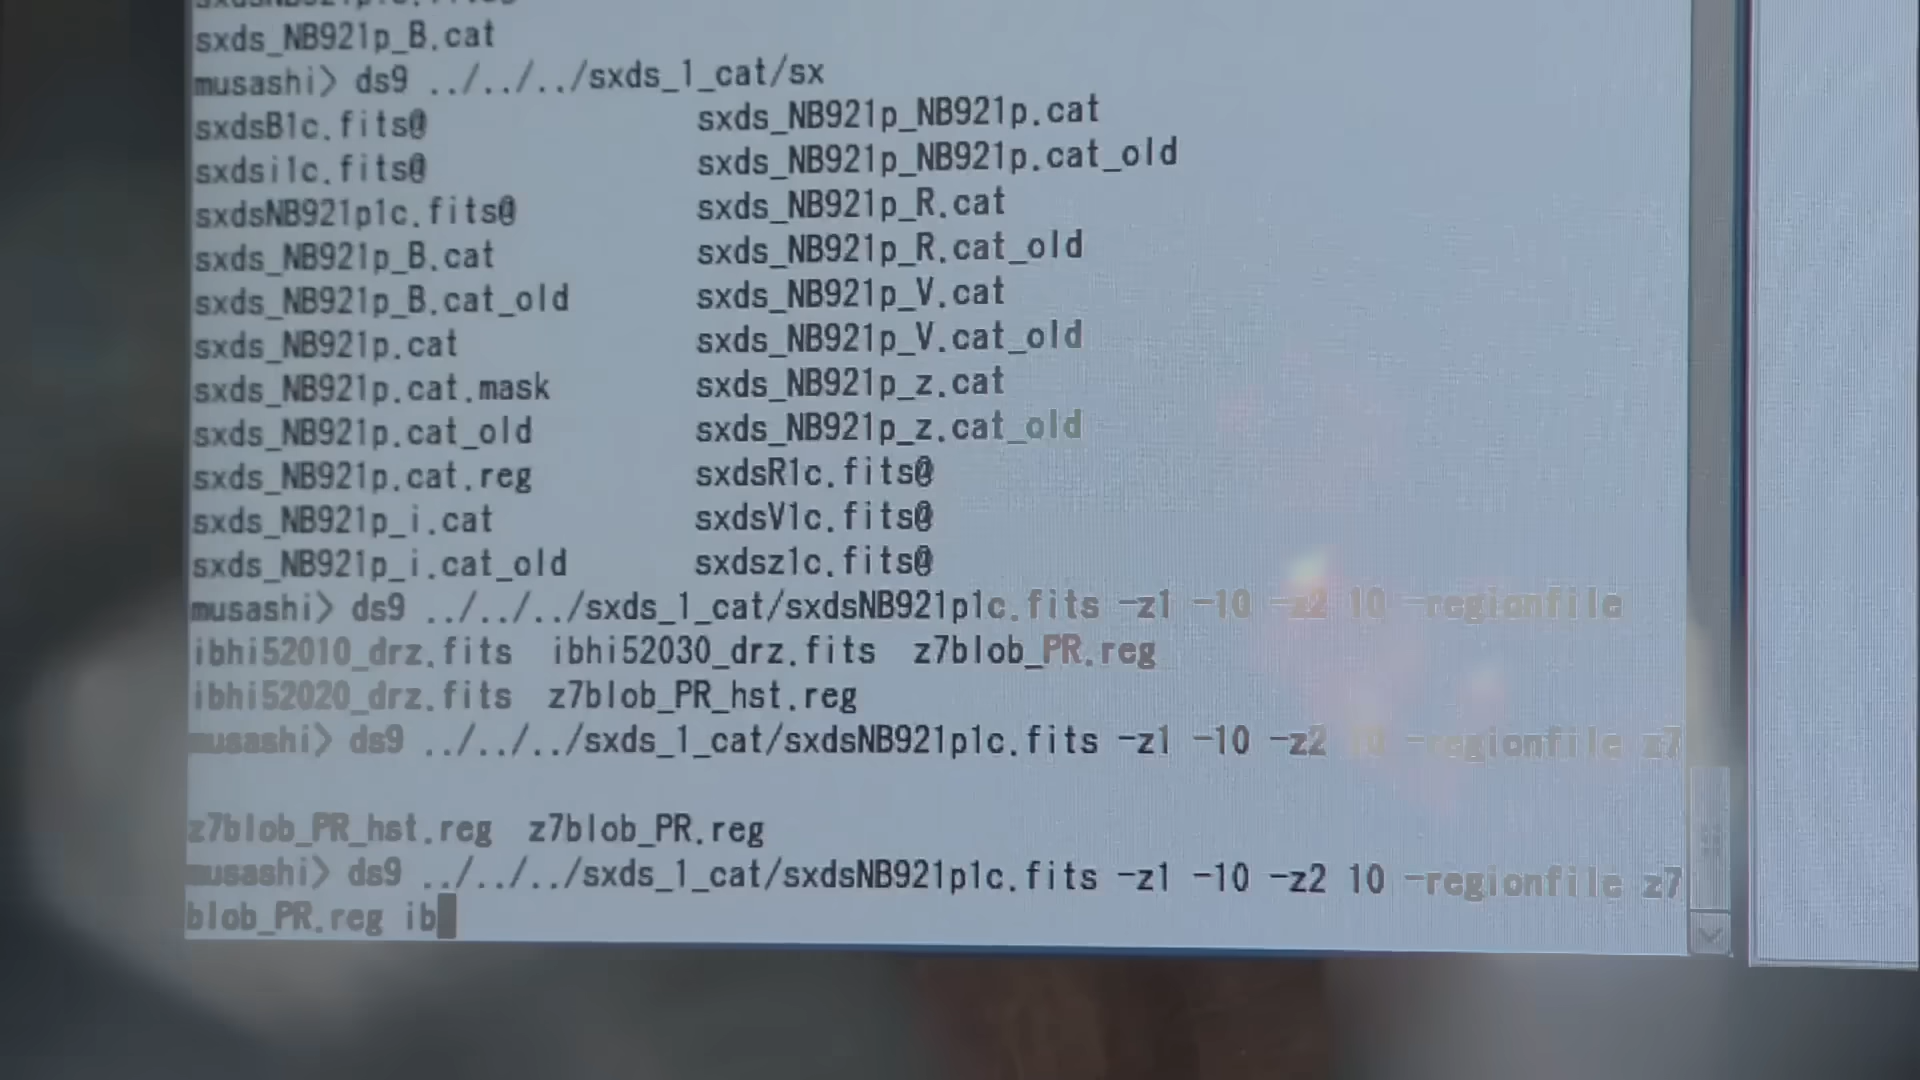 sxds_NB921p_B.cat
musashi> ds9 ../../../sxds_1_cat/sx
sxdsB1c.fits@ sxds_NB921p_NB921p.cat
sxdsi1c.fits@ sxds_NB921p_NB921p.cat_old
sxdsNB921p1c.fits@ sxds_NB921p_R.cat
sxds_NB921p_B.cat sxds_NB921p_R.cat_old
sxds_NB921p_B.cat_old sxds_NB921p_V.cat
sxds_NB921p.cat sxds_NB921p_V.cat_old
sxds_NB921p.cat.mask sxds_NB921p_z.cat
sxds_NB921p.cat_old sxds_NB921p_z.cat_old
sxds_NB921p.cat.reg sxdsR1c.fits@
sxds_NB921p_i.cat sxdsV1c.fits@
sxds_NB921p_i.cat_old sxdsz1c.fits@
musashi> ds9 ../../../sxds_1_cat/sxdsNB921p1c.fits -z1 -10 -z2 10 -regionfile
ibhi52010_drz.fits ibhi52030_drz.fits z7blob_PR.reg
ibhi52020_drz.fits z7blob_PR_hst.reg
musashi> ds9 ../../../sxds_1_cat/sxdsNB921p1c.fits -z1 -10 -z2 10 -regionfile z7
z7blob_PR_hst.reg z7blob_PR.reg
musashi> ds9 ../../../sxds_1_cat/sxdsNB921p1c.fits -z1 -10 -z2 10 -regionfile z7
blob_PR.reg ib